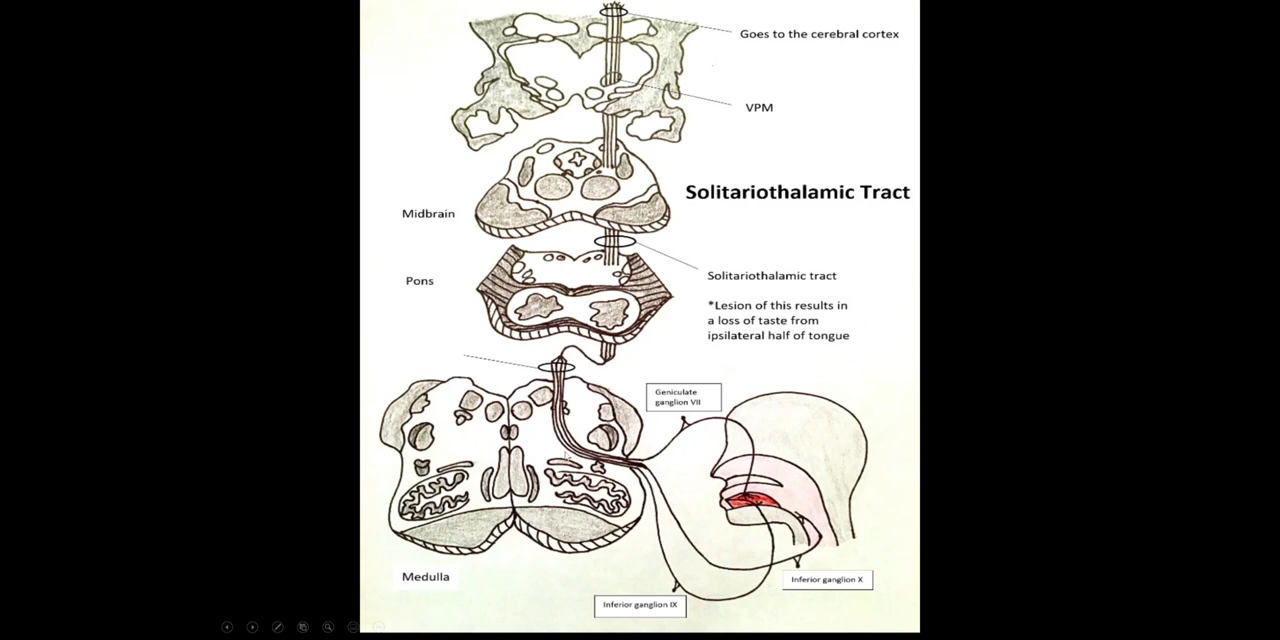 Goes to the cerebral cortex
VPM
Solitariothalamic Tract
Midbrain
Solitariothalamic tract
Pons
*Lesion of this results in
a loss of taste from
ipsilateral half of tongue
Geniculate
ganglion VII
Medulla
Inferior ganglion X
Inferior ganglion IX